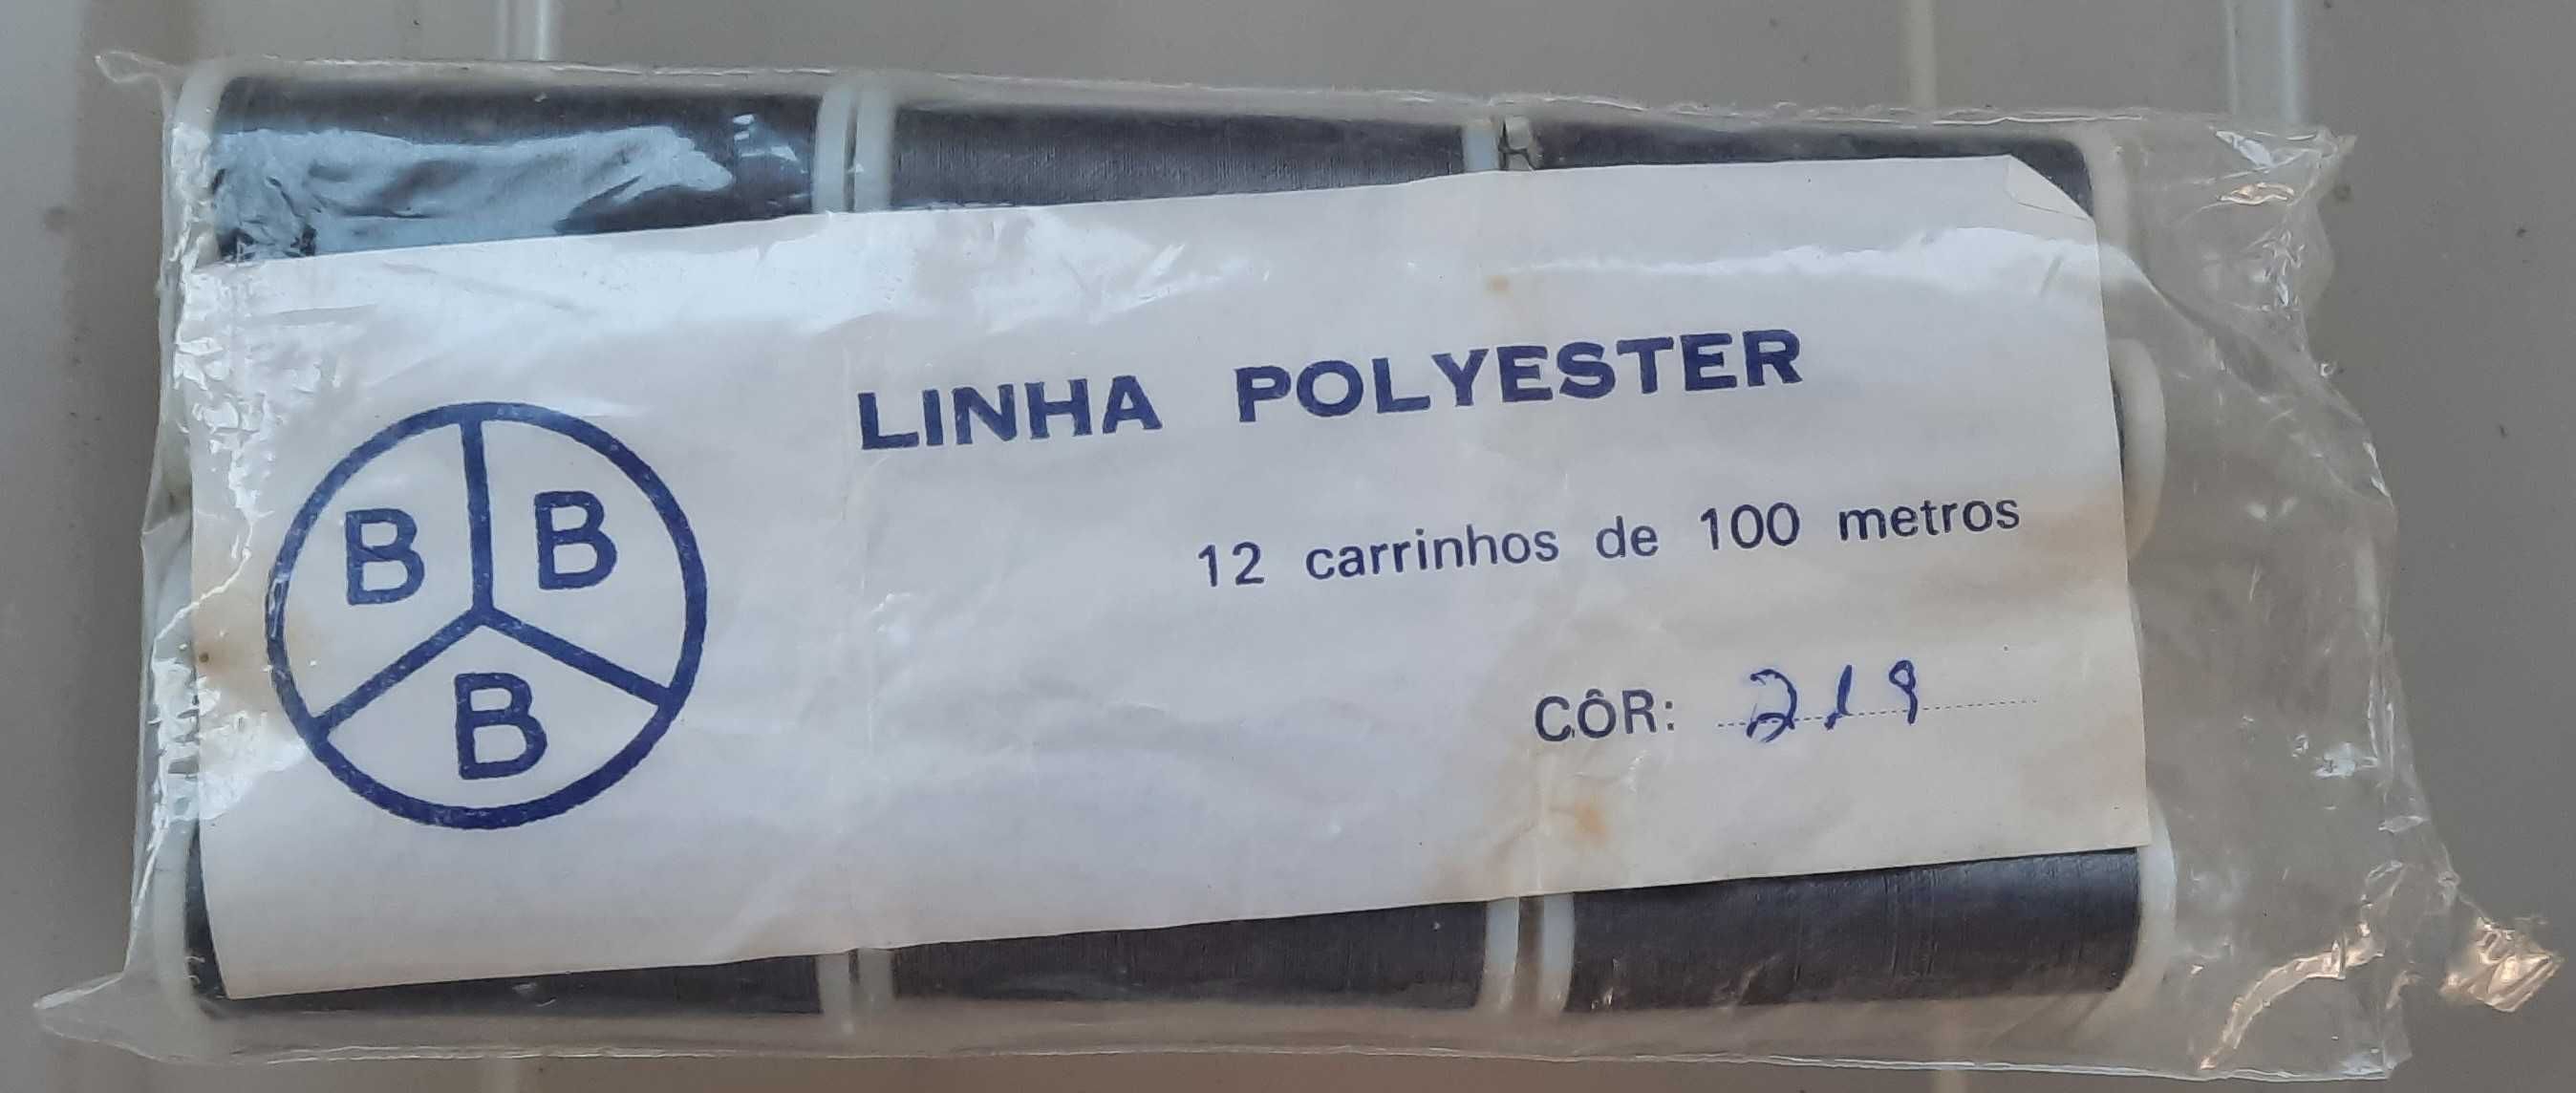 B B
B
LINHA POLYESTER
12 carrinhos de 100 metros
CÔR: 219